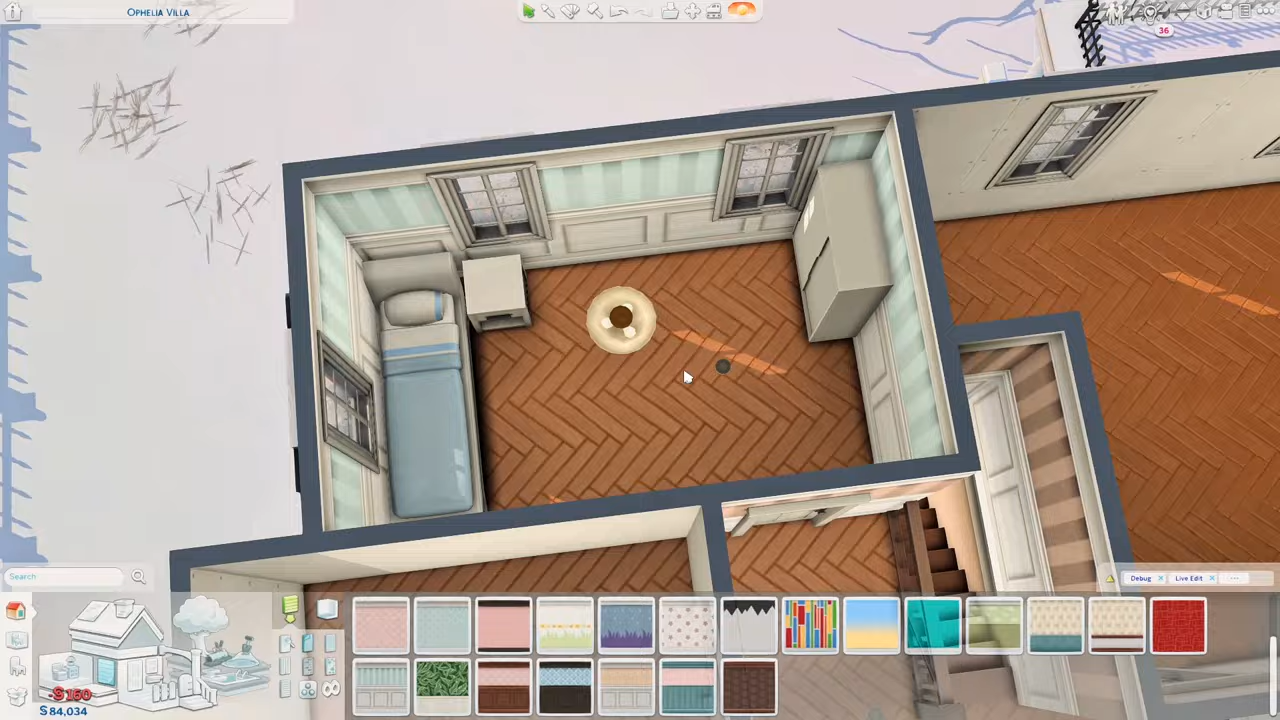 OPHELIA VILLA
36
Search
Debug
Live Edit
-$160
$84,034